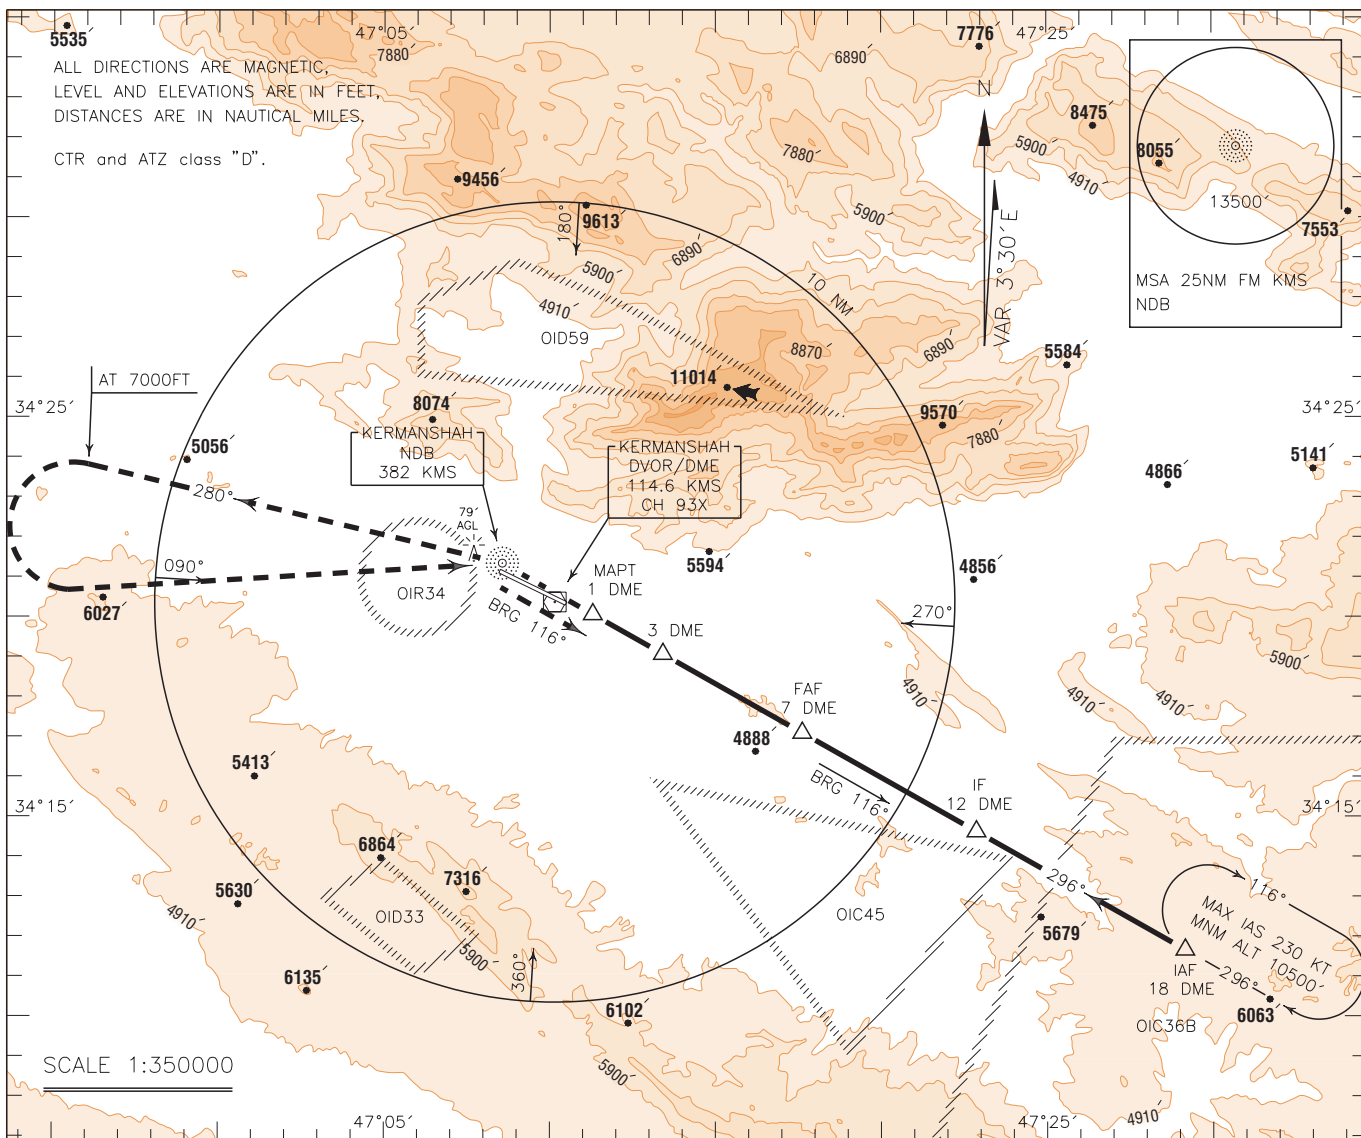 5535′
47°05′
7880′
6890′
7776′
47°25′
ALL DIRECTIONS ARE MAGNETIC,
LEVEL AND ELEVATIONS ARE IN FEET,
DISTANCES ARE IN NAUTICAL MILES.
CTR and ATZ class "D".
N
8475′
5900′
4910′
8055′
13500′
7553′
MSA 25NM FM KMS
NDB
7880′
9456′
9613′
180°
5900′
6890′
5900′
4910′
10 NM
VAR 3°30′E
OID59
8870′
6890′
5584′
11014′
AT 7000FT
34°25′
8074′
9570′
7880′
34°25′
5056′
KERMANSHAH
NDB
382 KMS
KERMANSHAH
DVOR/DME
114.6 KMS
CH 93X
4866′
5141′
280°
79′
AGL
5594′
4856′
090°
6027′
OIR34
MAPT
1 DME
BRG 116°
3 DME
270°
5900′
4910′
4910′
4910′
FAF
7 DME
4888′
BRG 116°
5413′
34°15′
IF
12 DME
34°15′
6864′
7316′
5630′
4910′
OID33
5900′
360°
OIC45
296°
5679′
116°
MAX IAS 230 KT
MNM ALT 10500′
296°
IAF
18 DME
6063′
OIC36B
6135′
6102′
5900′
SCALE 1:350000
47°05′
47°25′
4910′